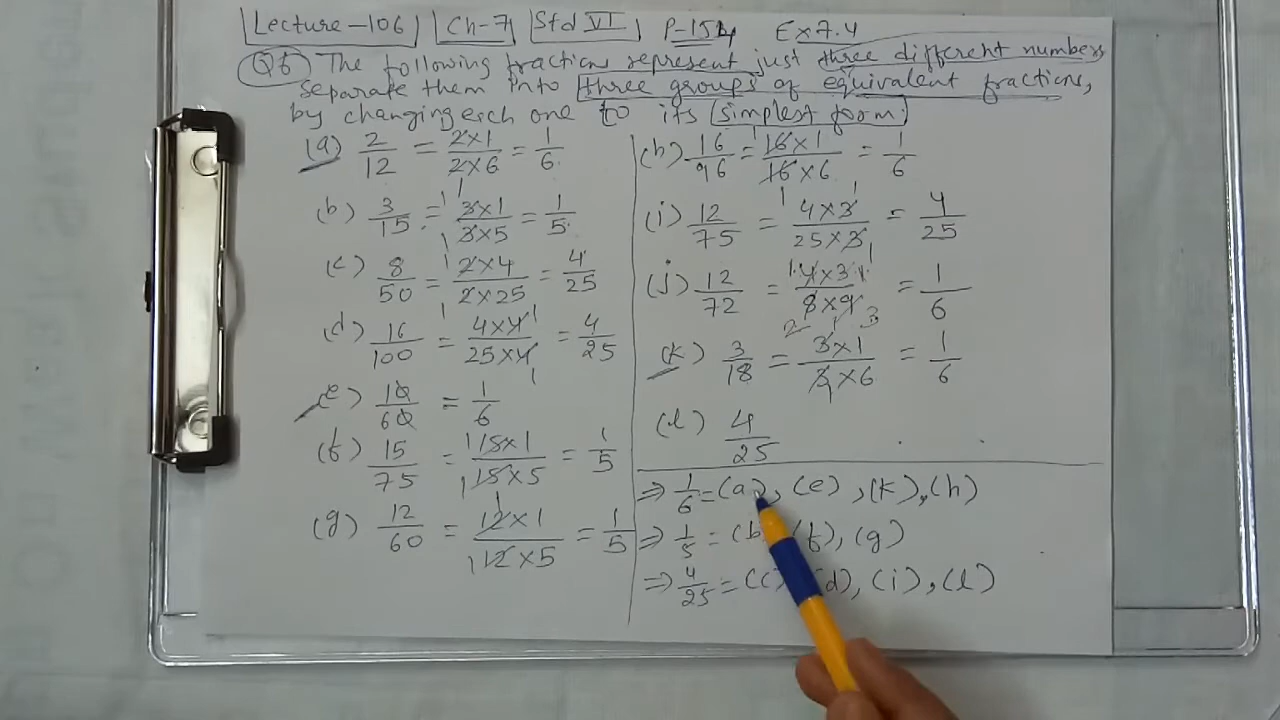 Lecture-106 Ch-7 Std VI P-154 Ex 7.4
Q6 The following fractions represent just three different numbers
separate them into three groups of equivalent fractions,
by changing each one to its simplest form
(a) 2/12 = 2×1/2×6 = 1/6
(b) 3/15 = 3×1/3×5 = 1/5
(c) 8/50 = 2×4/2×25 = 4/25
(d) 16/100 = 4×4/25×4 = 4/25
(e) 10/60 = 1/6
(f) 15/75 = 15×1/15×5 = 1/5
(g) 12/60 = 12×1/12×5 = 1/5
(h) 16/96 = 16×1/16×6 = 1/6
(i) 12/75 = 4×3/25×3 = 4/25
(j) 12/72 = 4×3/8×9 = 1/6
(k) 3/18 = 3×1/3×6 = 1/6
(l) 4/25
⇒ 1/6 = (a), (e), (k), (h)
⇒ 1/5 = (b (f), (g)
⇒ 4/25 = (c) d), (i), (l)